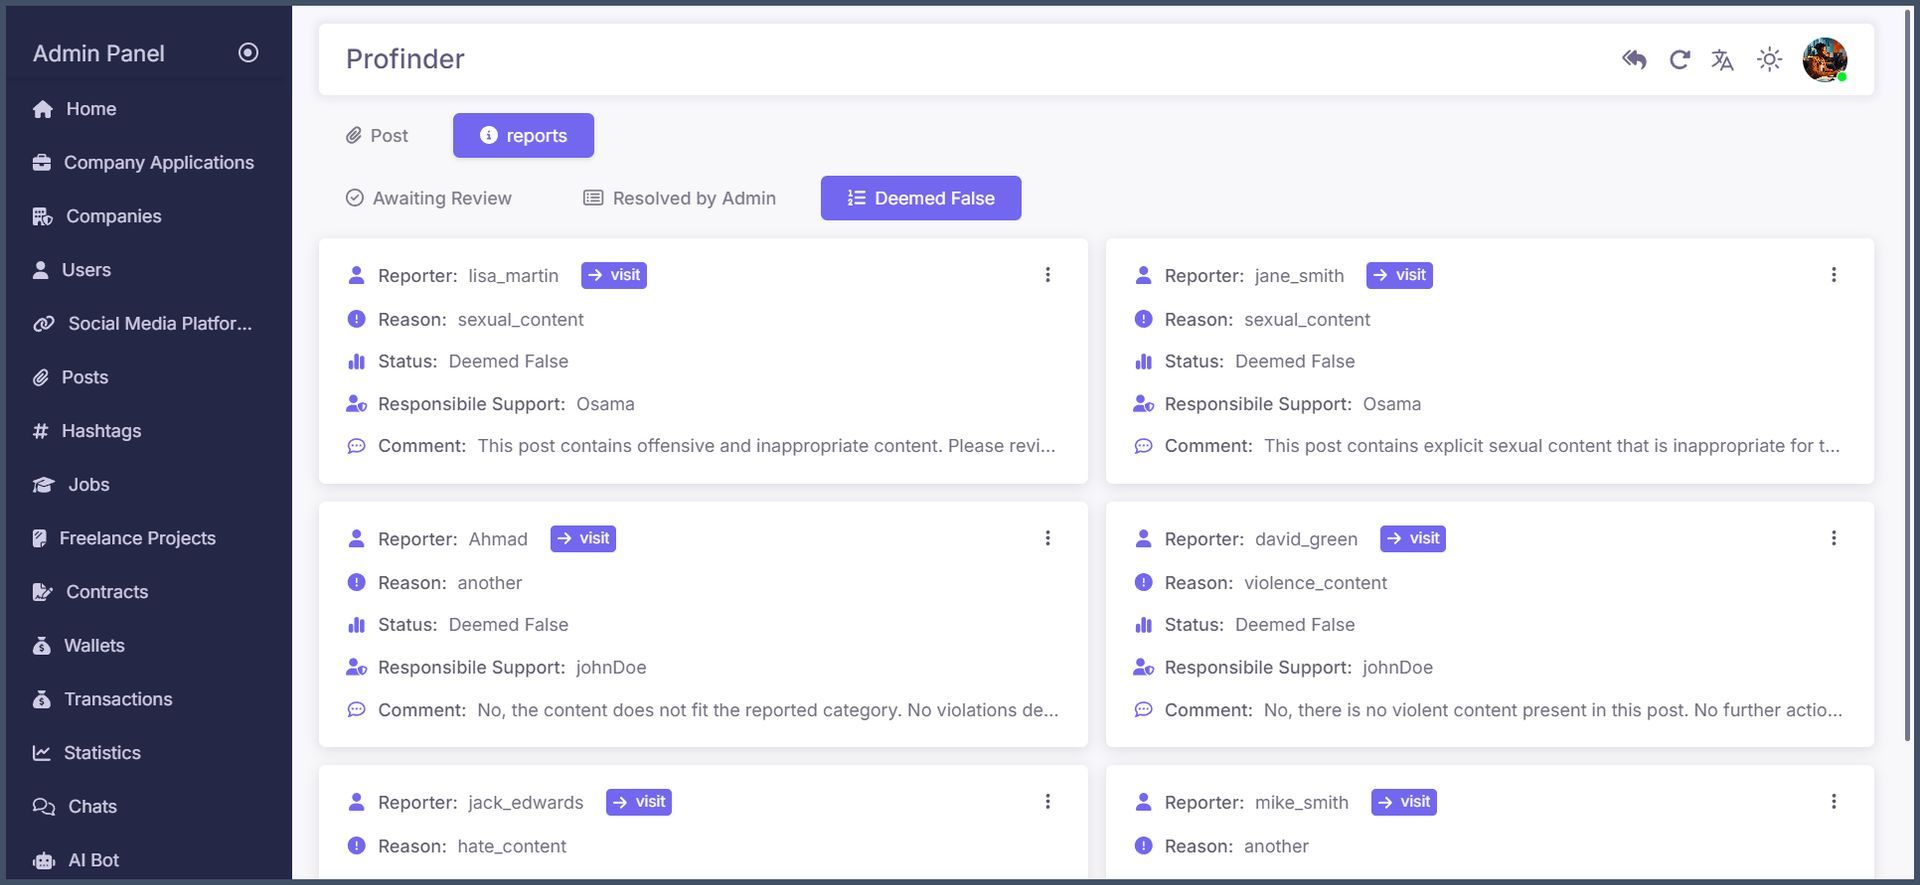 Admin Panel
Home
Company Applications
Companies
Users
Social Media Platfor...
Posts
Hashtags
Jobs
Freelance Projects
Contracts
Wallets
Transactions
Statistics
Chats
AI Bot
Profinder
Post
reports
Awaiting Review
Resolved by Admin
Deemed False
Reporter: lisa_martin visit
Reason: sexual_content
Status: Deemed False
Responsibile Support: Osama
Comment: This post contains offensive and inappropriate content. Please revi...
Reporter: jane_smith visit
Reason: sexual_content
Status: Deemed False
Responsibile Support: Osama
Comment: This post contains explicit sexual content that is inappropriate for t...
Reporter: Ahmad visit
Reason: another
Status: Deemed False
Responsibile Support: johnDoe
Comment: No, the content does not fit the reported category. No violations de...
Reporter: david_green visit
Reason: violence_content
Status: Deemed False
Responsibile Support: johnDoe
Comment: No, there is no violent content present in this post. No further actio...
Reporter: jack_edwards visit
Reason: hate_content
Reporter: mike_smith visit
Reason: another